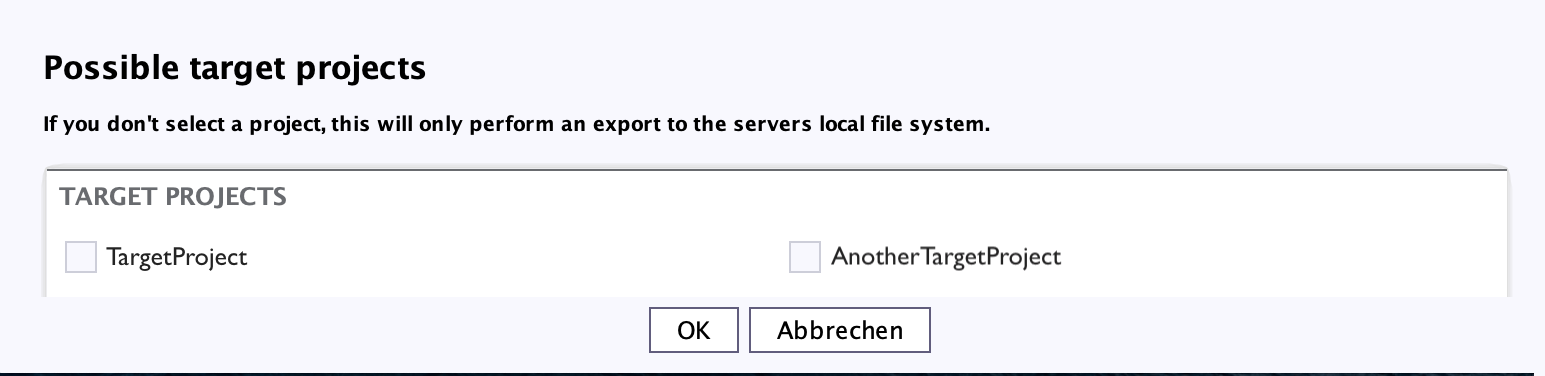 Possible target projects
If you don't select a project, this will only perform an export to the servers local file system.
TARGET PROJECTS
TargetProject AnotherTargetProject
OK Abbrechen